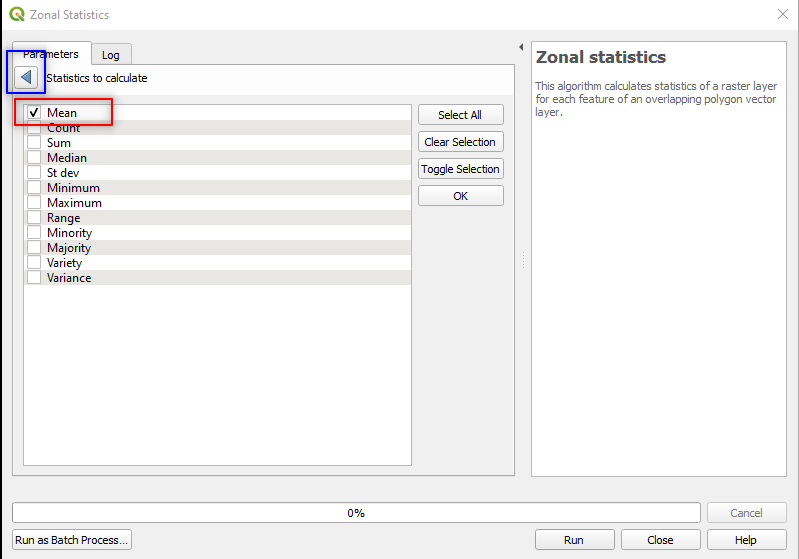 Zonal Statistics
Parameters
Log
Statistics to calculate
Mean
Count
Sum
Median
St dev
Minimum
Maximum
Range
Minority
Majority
Variety
Variance
Select All
Clear Selection
Toggle Selection
OK
Zonal statistics
This algorithm calculates statistics of a raster layer
for each feature of an overlapping polygon vector
layer.
0%
Cancel
Run as Batch Process...
Run
Close
Help